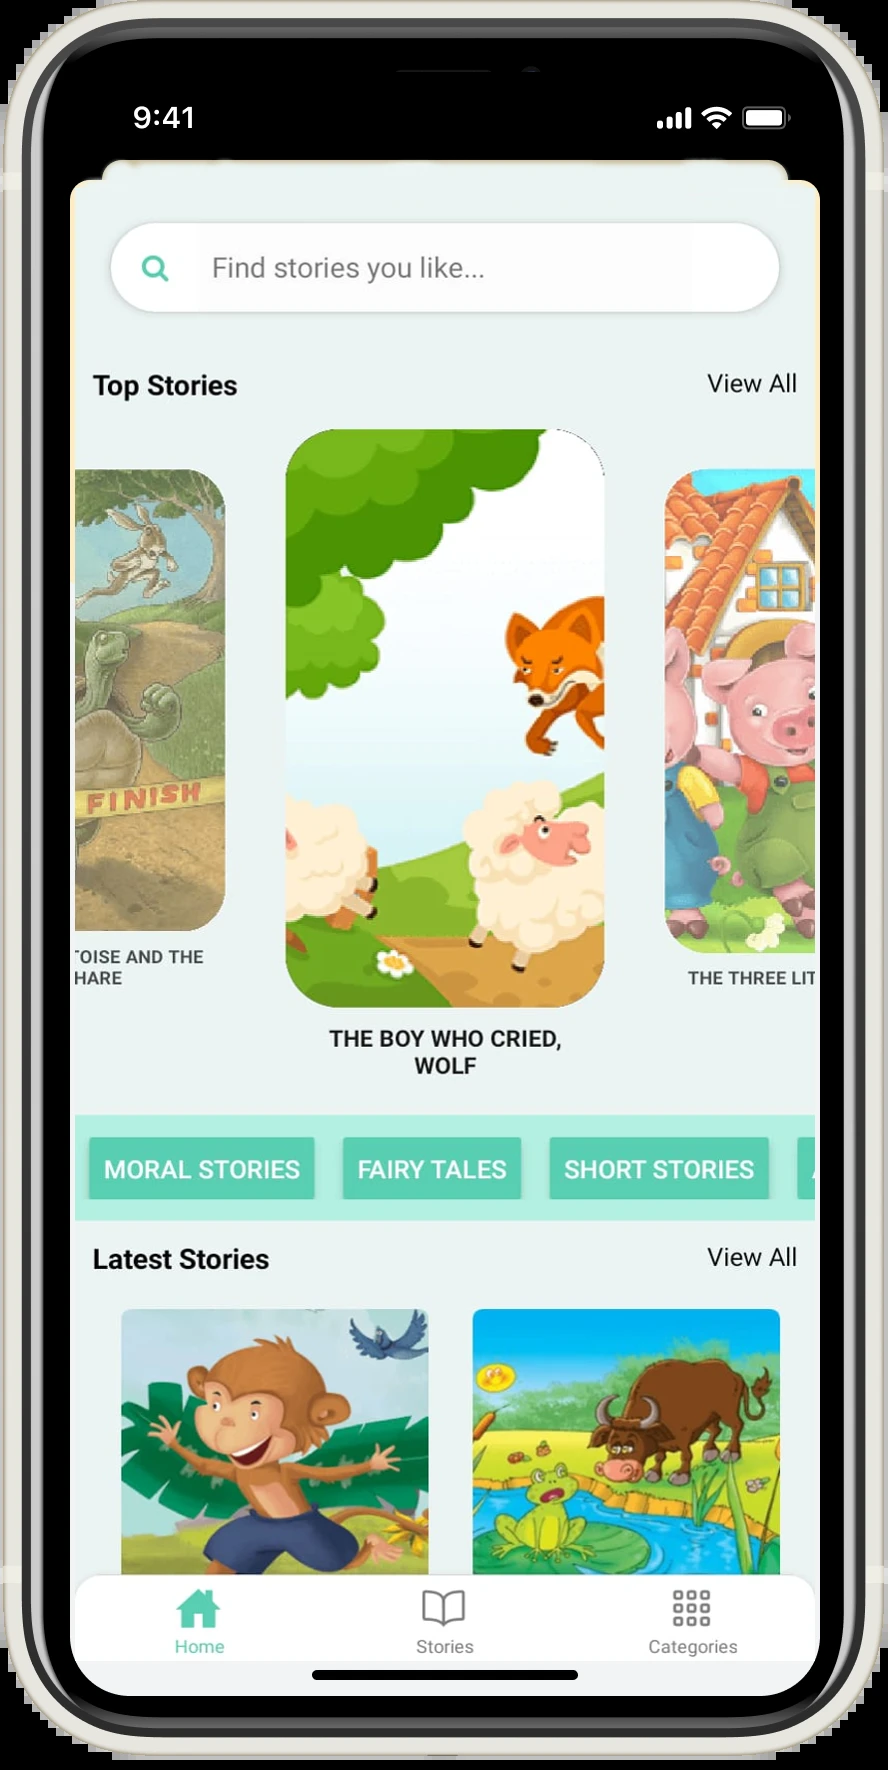 9:41
Find stories you like...
Top Stories
View All
FINISH
TOISE AND THE
HARE
THE BOY WHO CRIED,
WOLF
THE THREE LIT
MORAL STORIES
FAIRY TALES
SHORT STORIES
Latest Stories
View All
Home
Stories
Categories